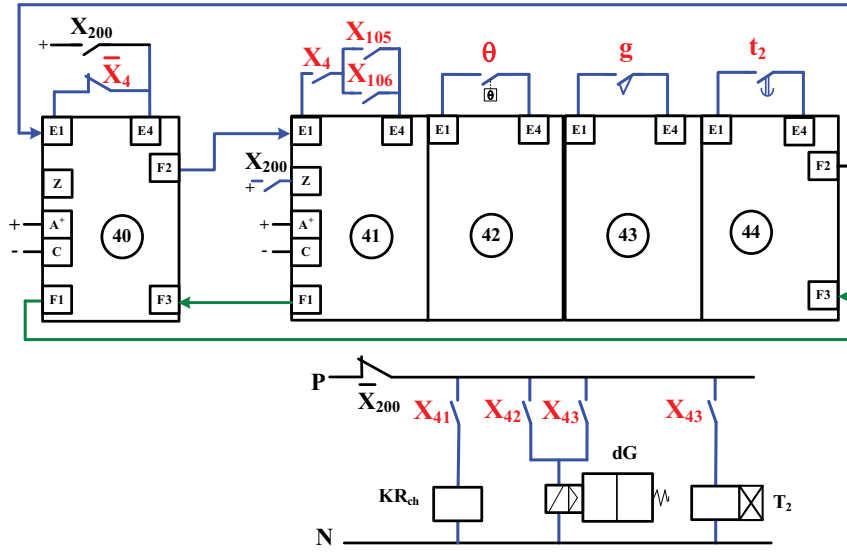 X200
+
X̄4
X4
X105
X106
θ
θ
g
t2
E1 E4
F2
Z
A+
C
+
-
40
F1 F3
E1 E4
X200
+
Z
A+
C
+
-
41
F1
E1 E4
42
E1 E4
43
E1 E4
F2
44
F3
P
X̄200
X41 X42 X43 X43
dG
KRch
T2
N